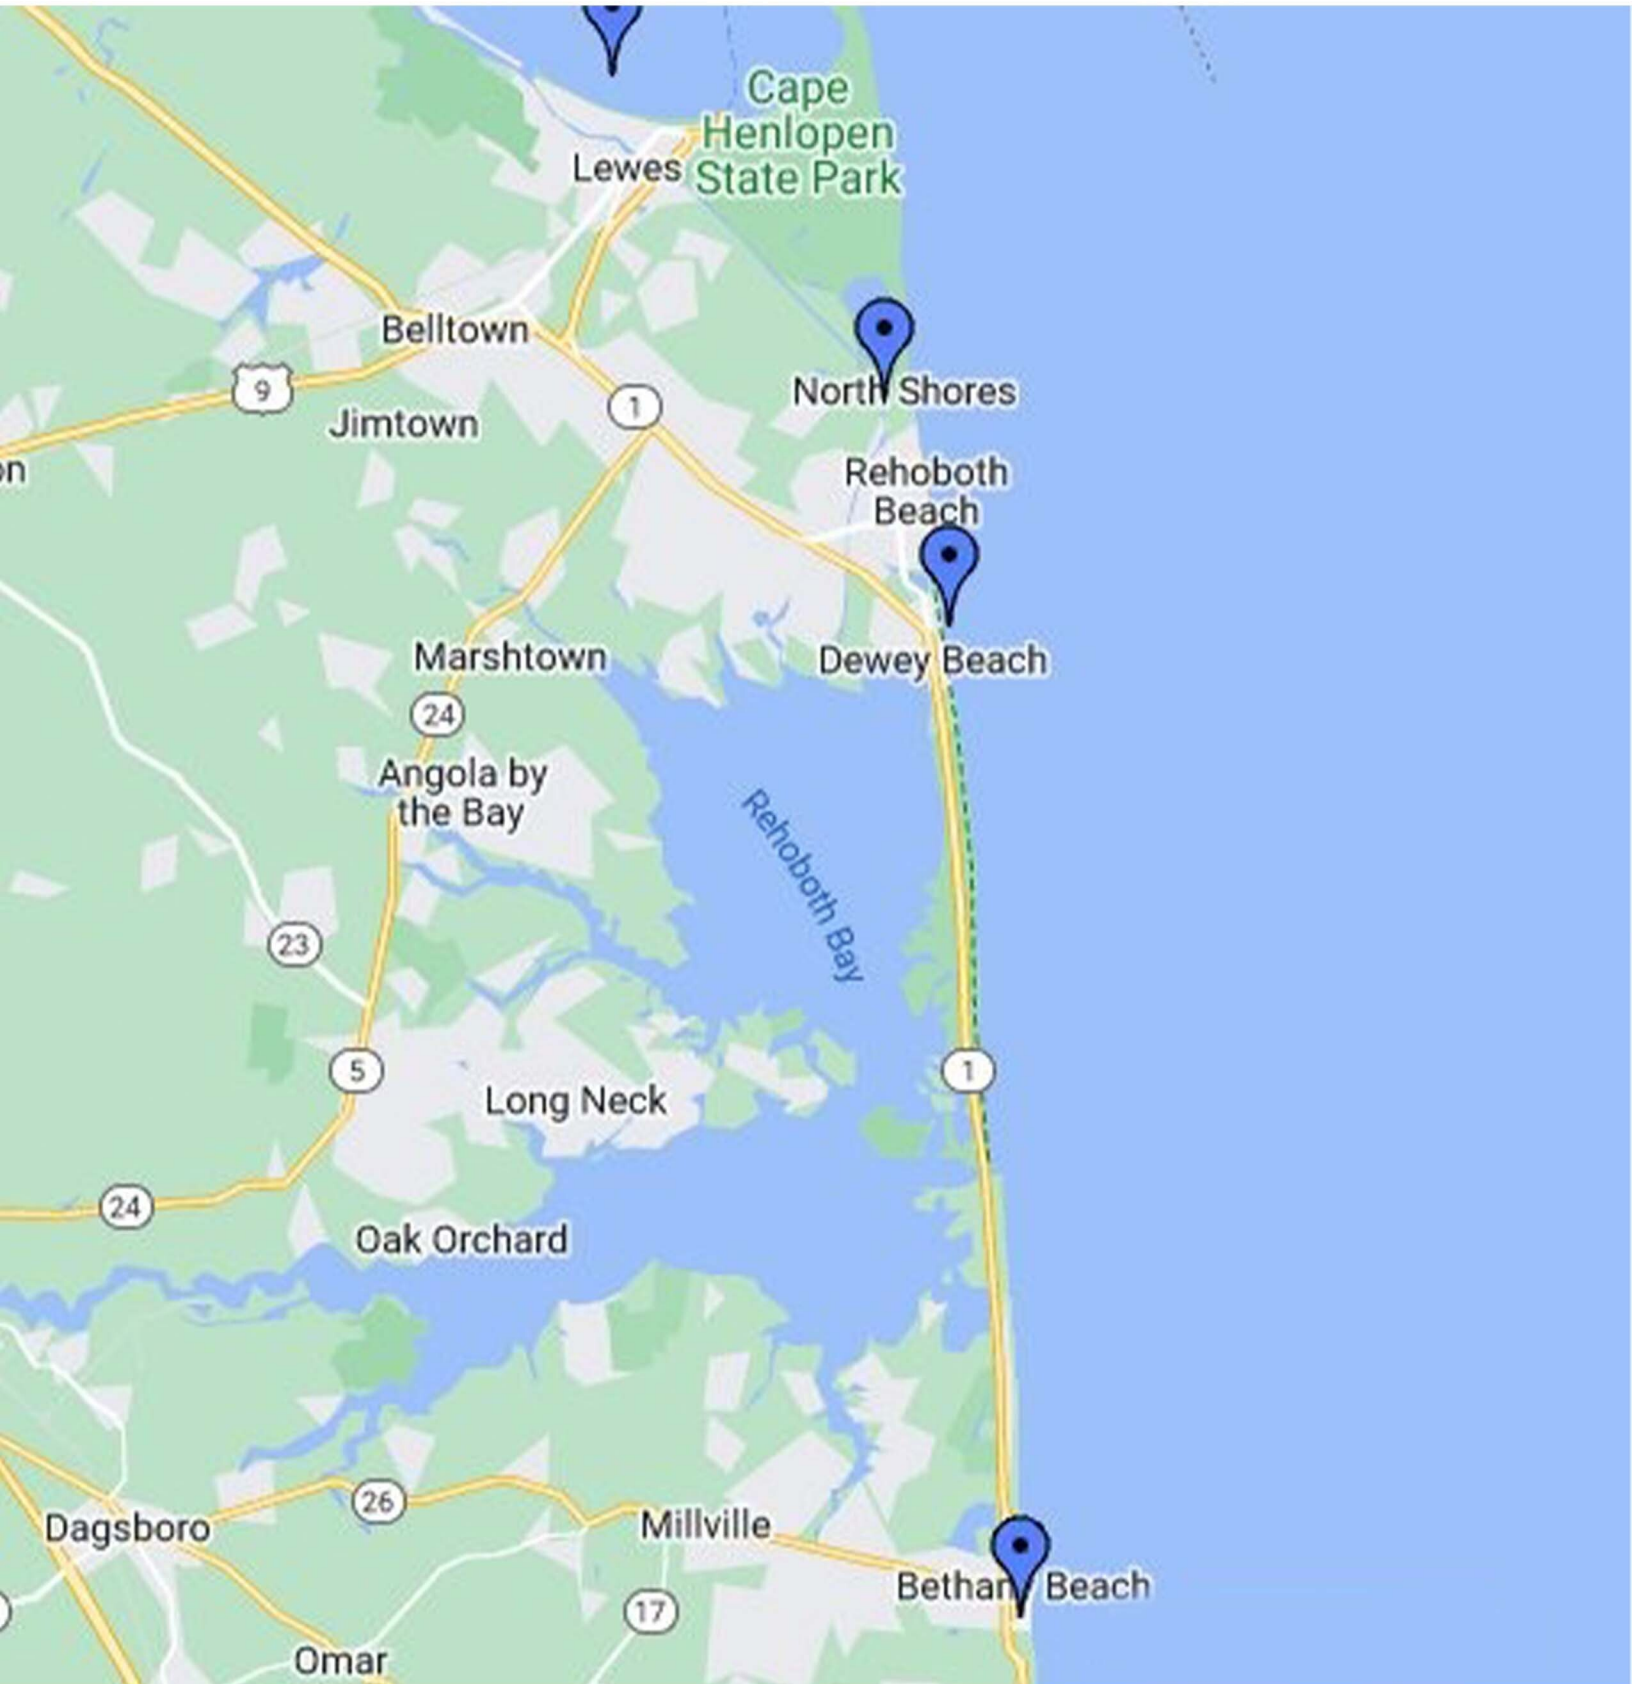 Cape
Henlopen
State Park
Lewes
Belltown
9
1
North Shores
Jimtown
on
Rehoboth
Beach
Marshtown
Dewey Beach
24
Angola by
the Bay
Rehoboth Bay
23
5
1
Long Neck
24
Oak Orchard
26
Dagsboro
Millville
Bethany Beach
17
Omar